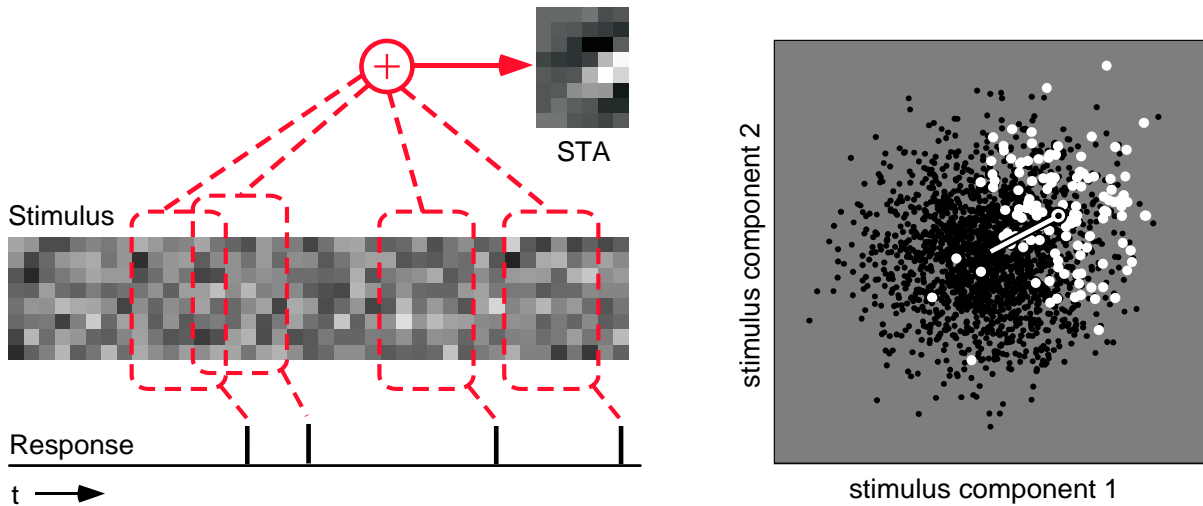 STA
Stimulus
Response
t
stimulus component 2
stimulus component 1